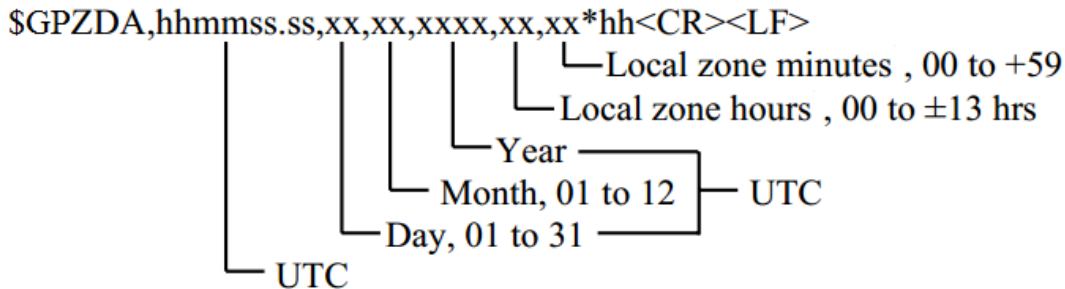 $GPZDA,hhmmss.ss,xx,xx,xxxx,xx,xx*hh<CR><LF>
Local zone minutes , 00 to +59
Local zone hours , 00 to ±13 hrs
Year
Month, 01 to 12
UTC
Day, 01 to 31
UTC